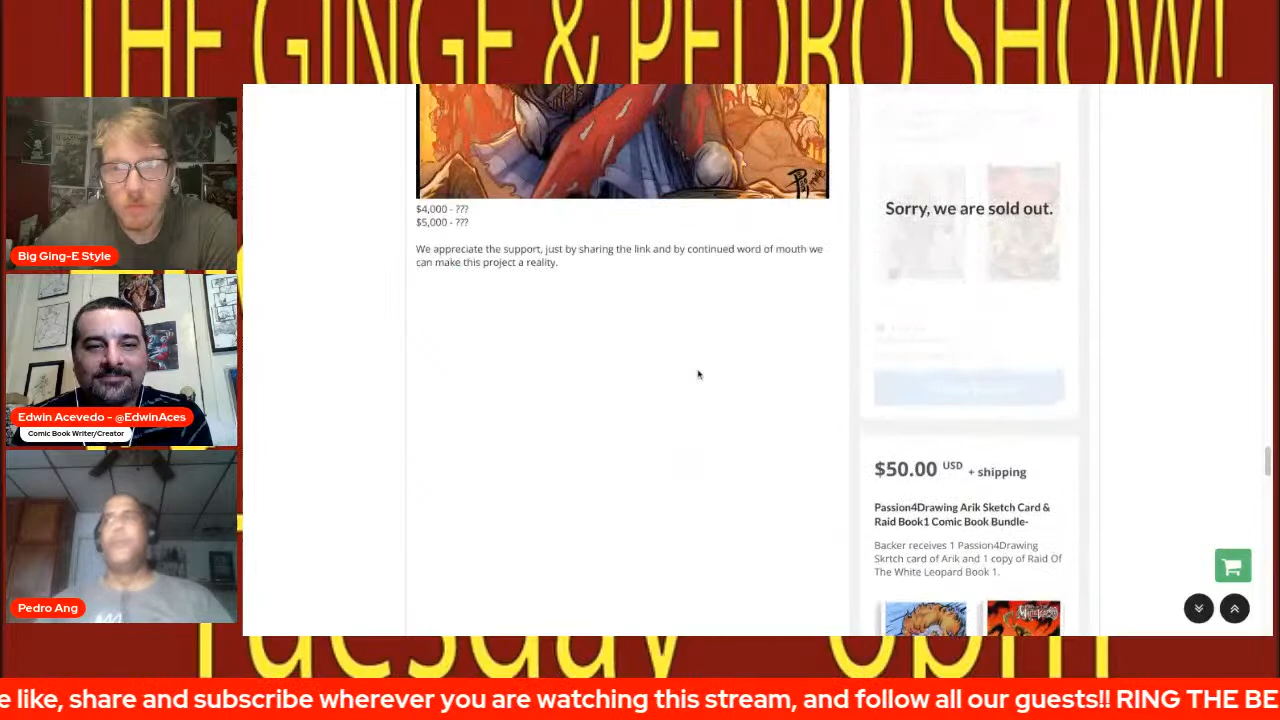 THE GINGE & PEDRO SHOW!
Big Ging-E Style
Edwin Acevedo - @EdwinAces
Comic Book Writer/Creator
Pedro Ang
$4,000 - ???
$5,000 - ???
We appreciate the support, just by sharing the link and by continued word of mouth we
can make this project a reality.
Sorry, we are sold out.
$50.00 USD + shipping
Passion4Drawing Arik Sketch Card &
Raid Book1 Comic Book Bundle-
Backer receives 1 Passion4Drawing
Skrtch card of Arik and 1 copy of Raid Of
The White Leopard Book 1.
Tuesday
e like, share and subscribe wherever you are watching this stream, and follow all our guests!! RING THE BE